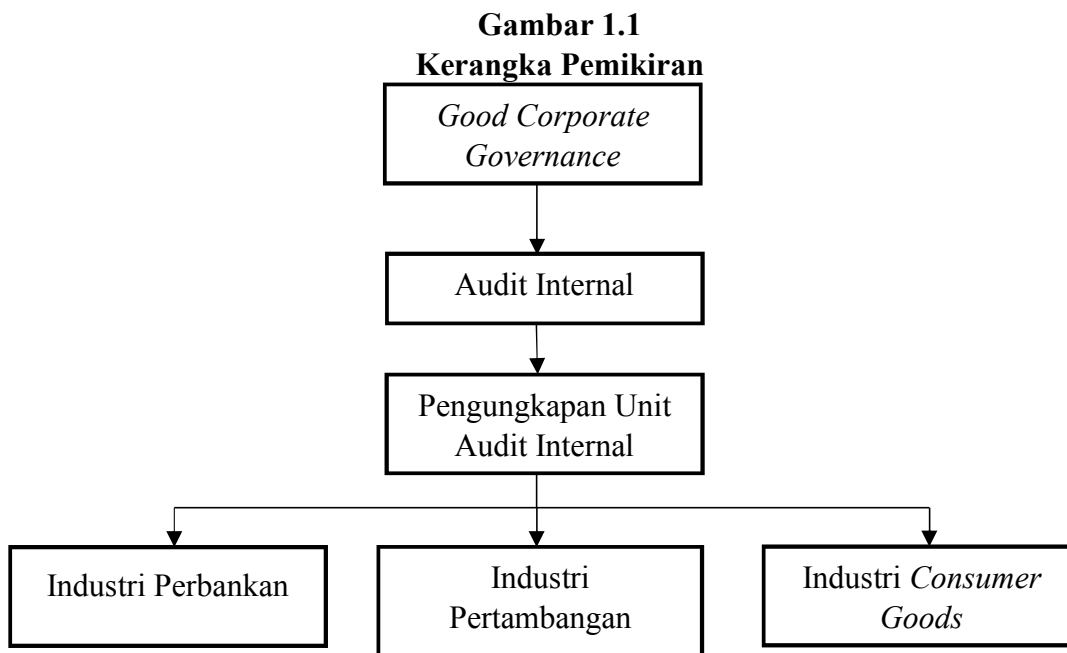 Gambar 1.1
Kerangka Pemikiran
Good Corporate
Governance
Audit Internal
Pengungkapan Unit
Audit Internal
Industri Perbankan
Industri
Pertambangan
Industri Consumer
Goods